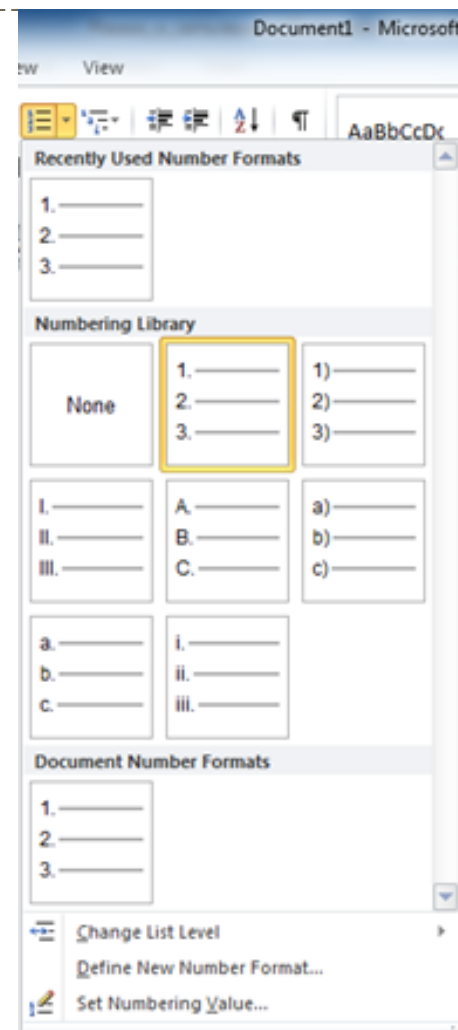 Document1 - Microsoft
ew View
AaBbCcDc
Recently Used Number Formats
1.
2.
3.
Numbering Library
None
1.
2.
3.
1)
2)
3)
I.
II.
III.
A.
B.
C.
a)
b)
c)
a.
b.
c.
i.
ii.
iii.
Document Number Formats
1.
2.
3.
Change List Level
Define New Number Format...
Set Numbering Value...